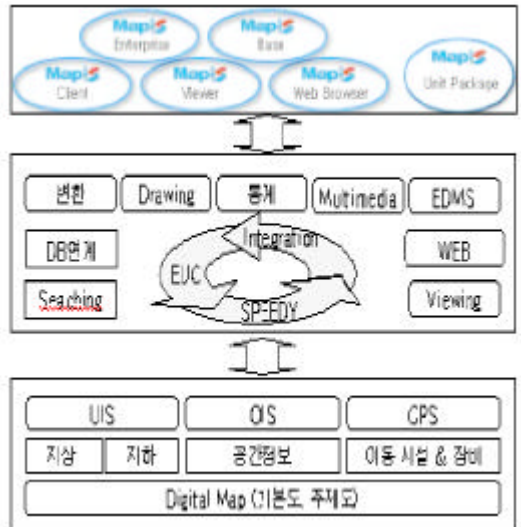 Mapis Mapis
Enterprise Base
Mapis
Unit Package
Mapis Mapis Mapis
Client Viewer Web Browser
변환 Drawing 통계 Multimedia EDMS
DB연계 Integration WEB
EUC
Seaching SPEEDY Viewing
UIS OIS GPS
지상 지하 공간정보 이동 시설 & 장비
Digital Map (기본도, 주제도)